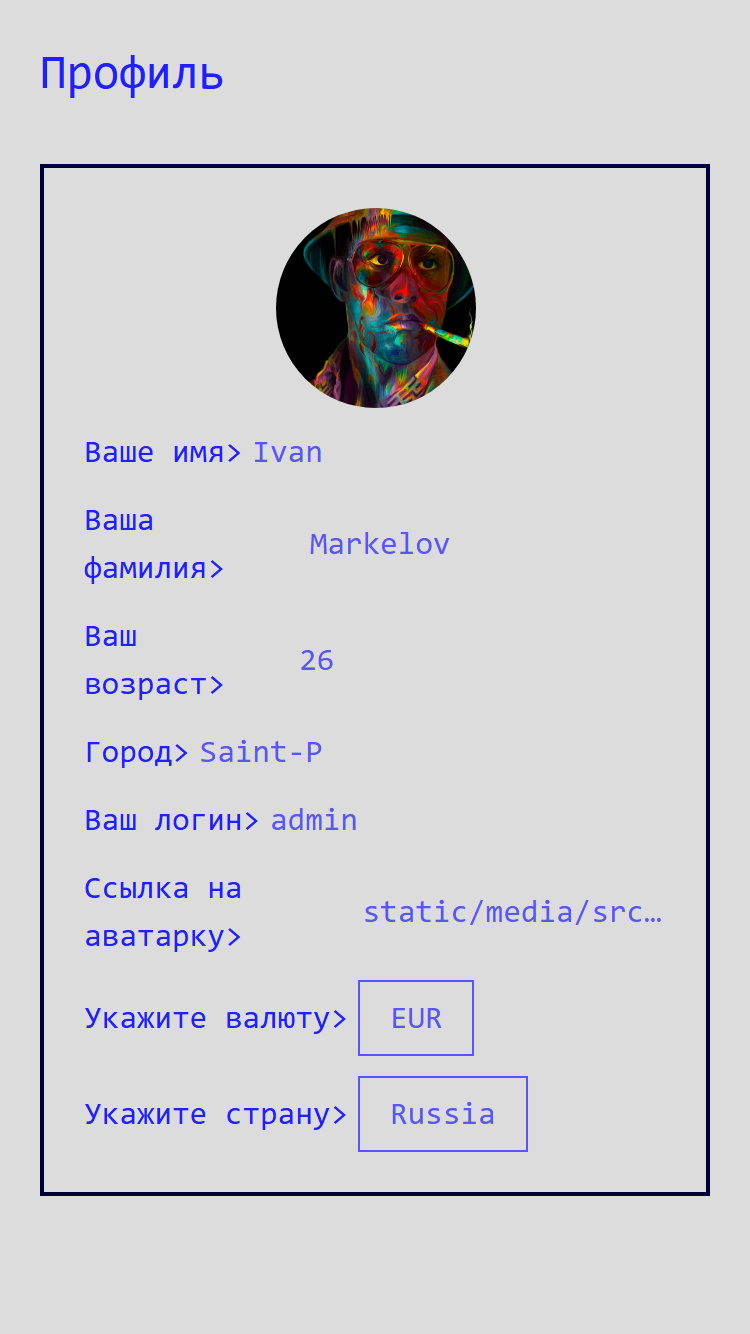 Профиль
Ваше имя> Ivan
Ваша
фамилия> Markelov
Ваш
возраст> 26
Город> Saint-P
Ваш логин> admin
Ссылка на
аватарку> static/media/src…
Укажите валюту> EUR
Укажите страну> Russia